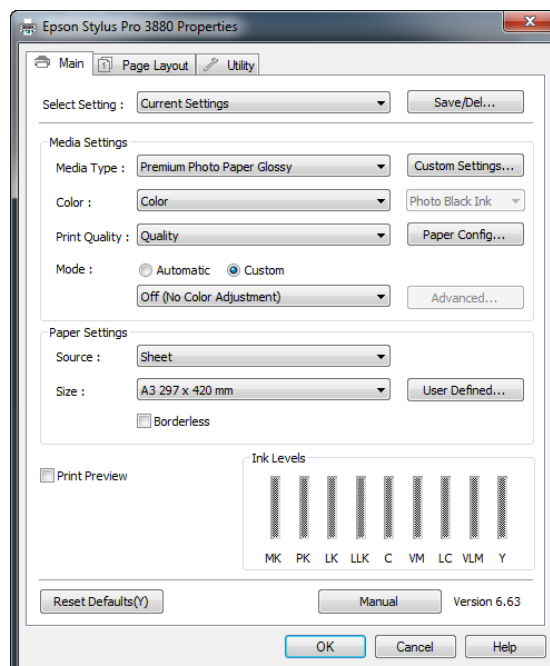 Epson Stylus Pro 3880 Properties
Main Page Layout Utility
Select Setting : Current Settings Save/Del...
Media Settings
Media Type : Premium Photo Paper Glossy Custom Settings...
Color : Color Photo Black Ink
Print Quality : Quality Paper Config...
Mode : Automatic Custom
Off (No Color Adjustment) Advanced...
Paper Settings
Source : Sheet
Size : A3 297 x 420 mm User Defined...
Borderless
Print Preview
Ink Levels
MK PK LK LLK C VM LC VLM Y
Reset Defaults(Y) Manual Version 6.63
OK Cancel Help